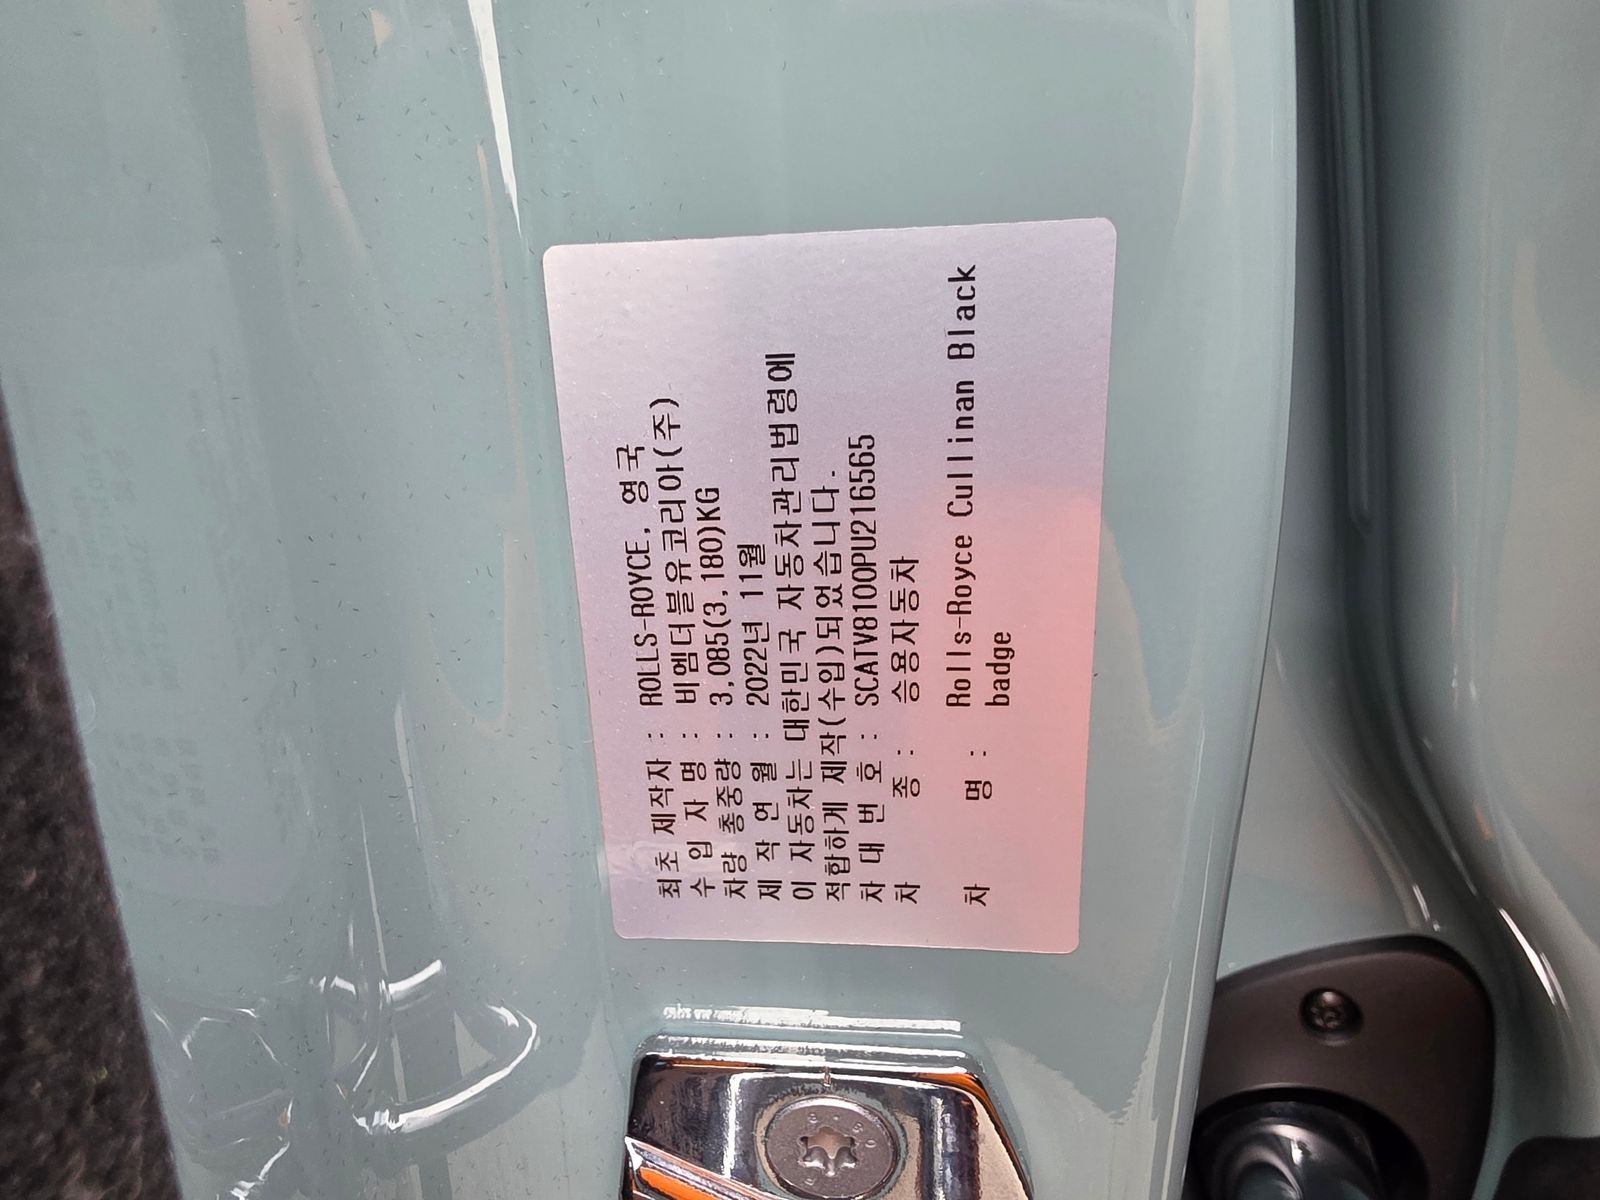 최초 제작자 : ROLLS-ROYCE, 영국
수 입 자 명 : 비엠더블유코리아(주)
차량 총중량 : 3,085(3,180)KG
제 작 연 월 : 2022년 11월
이 자동차는 대한민국 자동차관리법령에
적합하게 제작(수입)되었습니다.
차 대 번 호 : SCATV8100PU216565
차 종 : 승용자동차
차 명 : Rolls-Royce Cullinan Black
badge